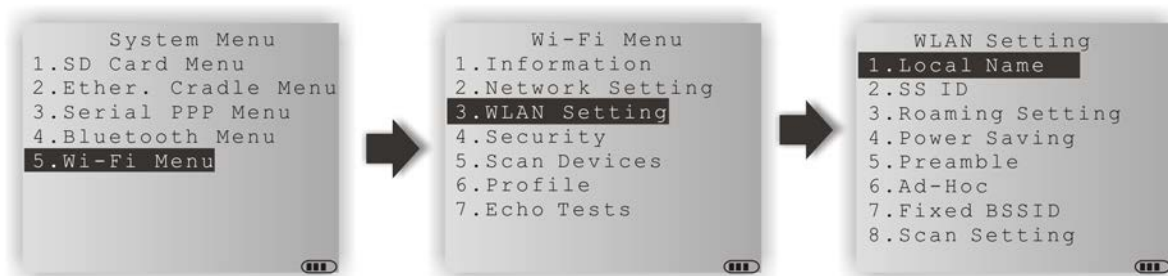 System Menu
1.SD Card Menu
2.Ether. Cradle Menu
3.Serial PPP Menu
4.Bluetooth Menu
5.Wi-Fi Menu
Wi-Fi Menu
1.Information
2.Network Setting
3.WLAN Setting
4.Security
5.Scan Devices
6.Profile
7.Echo Tests
WLAN Setting
1.Local Name
2.SS ID
3.Roaming Setting
4.Power Saving
5.Preamble
6.Ad-Hoc
7.Fixed BSSID
8.Scan Setting